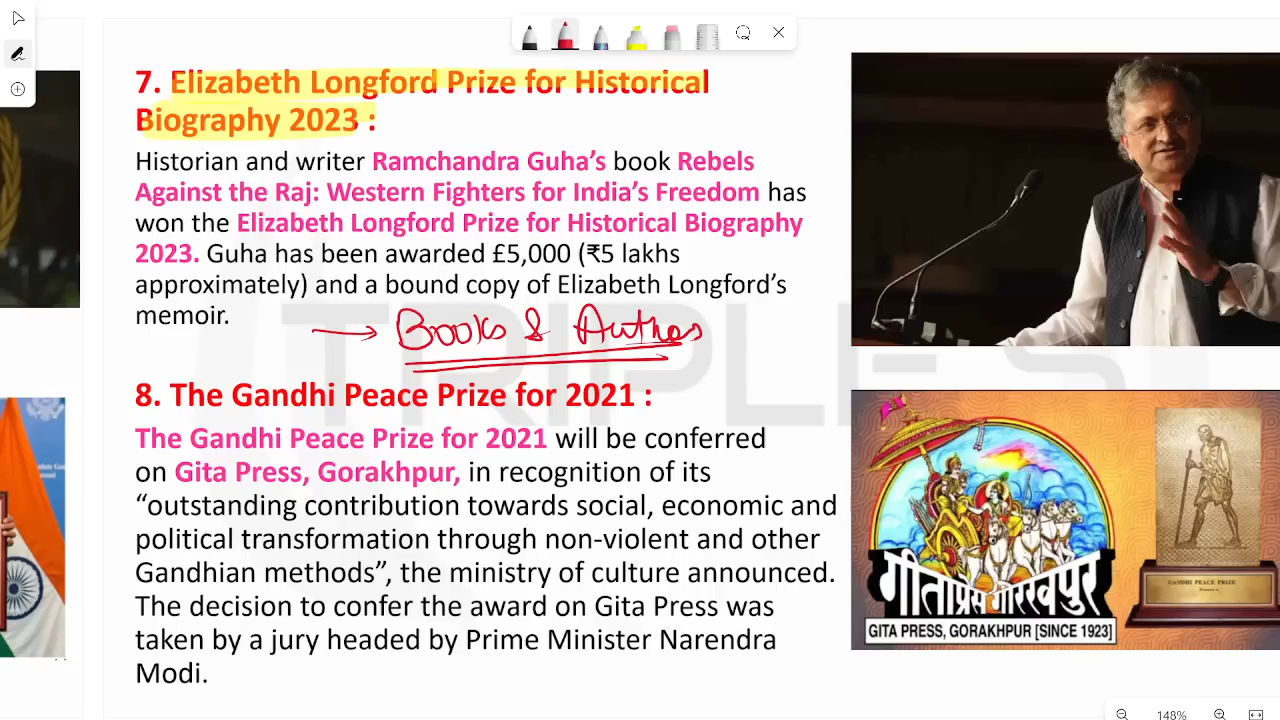 7. Elizabeth Longford Prize for Historical
Biography 2023 :
Historian and writer Ramchandra Guha's book Rebels
Against the Raj: Western Fighters for India's Freedom has
won the Elizabeth Longford Prize for Historical Biography
2023. Guha has been awarded £5,000 (₹5 lakhs
approximately) and a bound copy of Elizabeth Longford's
memoir.
→ Books & Authos
8. The Gandhi Peace Prize for 2021 :
The Gandhi Peace Prize for 2021 will be conferred
on Gita Press, Gorakhpur, in recognition of its
“outstanding contribution towards social, economic and
political transformation through non-violent and other
Gandhian methods”, the ministry of culture announced.
The decision to confer the award on Gita Press was
taken by a jury headed by Prime Minister Narendra
Modi.
TRIPLE S
गीताप्रेस गोरखपुर
GITA PRESS, GORAKHPUR [SINCE 1923]
GANDHI PEACE PRIZE
148%